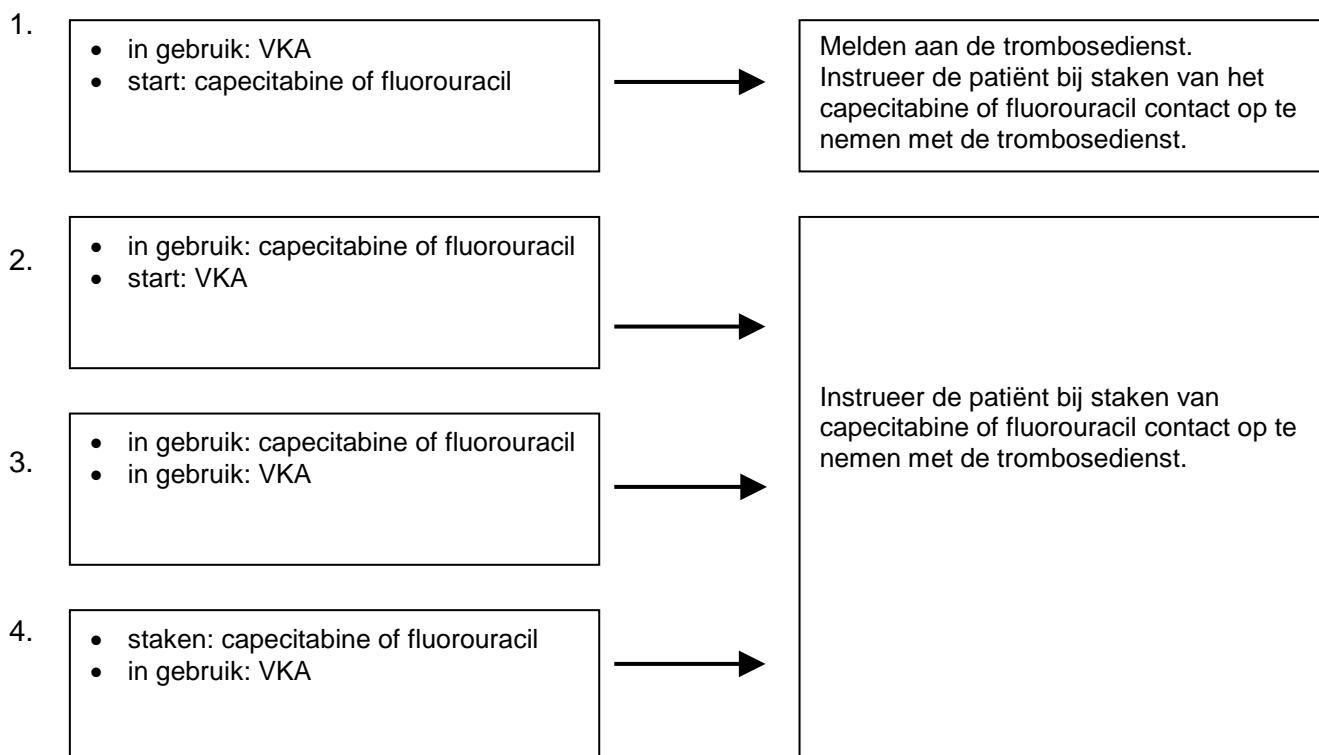 1.
• in gebruik: VKA
• start: capecitabine of fluorouracil
Melden aan de trombosedienst.
Instrueer de patiënt bij staken van het
capecitabine of fluorouracil contact op te
nemen met de trombosedienst.
2.
• in gebruik: capecitabine of fluorouracil
• start: VKA
3.
• in gebruik: capecitabine of fluorouracil
• in gebruik: VKA
4.
• staken: capecitabine of fluorouracil
• in gebruik: VKA
Instrueer de patiënt bij staken van
capecitabine of fluorouracil contact op te
nemen met de trombosedienst.